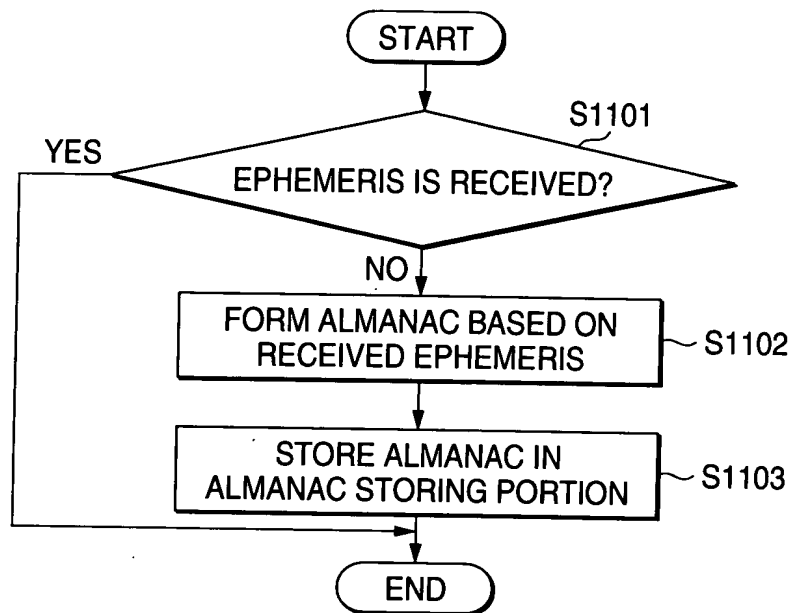 START
S1101
YES
EPHEMERIS IS RECEIVED?
NO
FORM ALMANAC BASED ON
RECEIVED EPHEMERIS
S1102
STORE ALMANAC IN
ALMANAC STORING PORTION
S1103
END